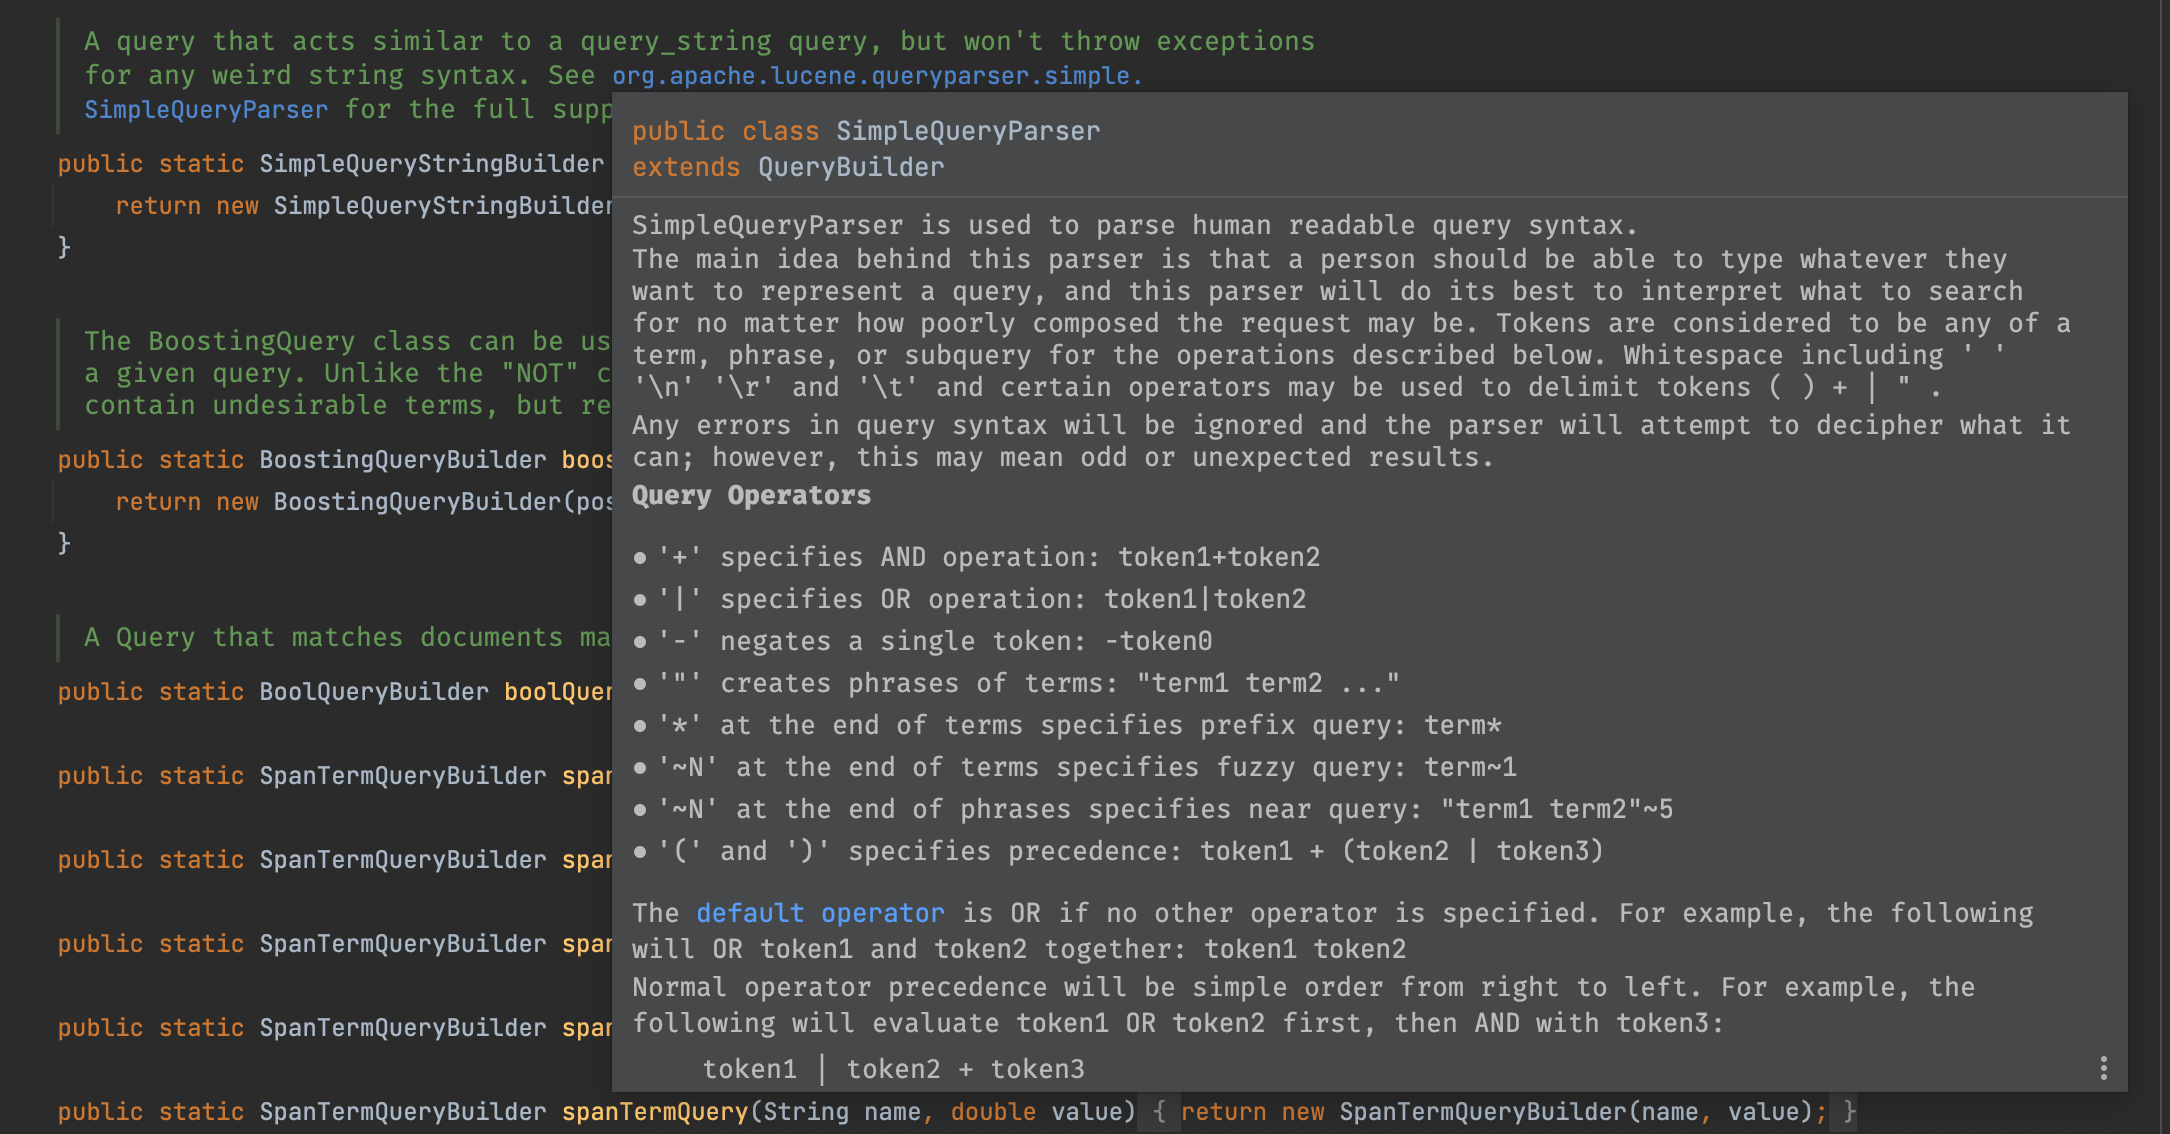 A query that acts similar to a query_string query, but won't throw exceptions
for any weird string syntax. See org.apache.lucene.queryparser.simple.
SimpleQueryParser for the full supp
public static SimpleQueryStringBuilder
return new SimpleQueryStringBuilder
}
The BoostingQuery class can be us
a given query. Unlike the "NOT" c
contain undesirable terms, but re
public static BoostingQueryBuilder boos
return new BoostingQueryBuilder(pos
}
A Query that matches documents ma
public static BoolQueryBuilder boolQuer
public static SpanTermQueryBuilder span
public static SpanTermQueryBuilder span
public static SpanTermQueryBuilder span
public static SpanTermQueryBuilder span
public static SpanTermQueryBuilder spanTermQuery(String name, double value) { return new SpanTermQueryBuilder(name, value); }
public class SimpleQueryParser
extends QueryBuilder
SimpleQueryParser is used to parse human readable query syntax.
The main idea behind this parser is that a person should be able to type whatever they
want to represent a query, and this parser will do its best to interpret what to search
for no matter how poorly composed the request may be. Tokens are considered to be any of a
term, phrase, or subquery for the operations described below. Whitespace including ' '
'\n' '\r' and '\t' and certain operators may be used to delimit tokens ( ) + | " .
Any errors in query syntax will be ignored and the parser will attempt to decipher what it
can; however, this may mean odd or unexpected results.
Query Operators
● '+' specifies AND operation: token1+token2
● '|' specifies OR operation: token1|token2
● '-' negates a single token: -token0
● '"' creates phrases of terms: "term1 term2 ..."
● '*' at the end of terms specifies prefix query: term*
● '~N' at the end of terms specifies fuzzy query: term~1
● '~N' at the end of phrases specifies near query: "term1 term2"~5
● '(' and ')' specifies precedence: token1 + (token2 | token3)
The default operator is OR if no other operator is specified. For example, the following
will OR token1 and token2 together: token1 token2
Normal operator precedence will be simple order from right to left. For example, the
following will evaluate token1 OR token2 first, then AND with token3:
token1 | token2 + token3